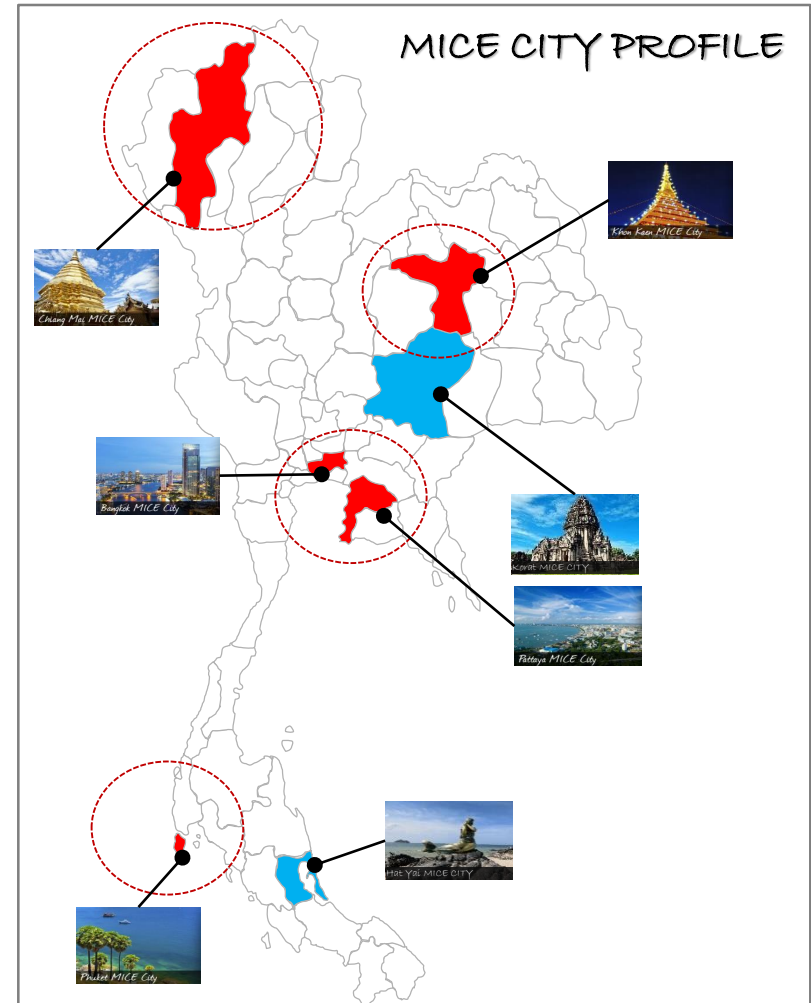 MICE CITY PROFILE
Khon Kaen MICE City
Chiang Mai MICE City
Bangkok MICE City
Korat MICE CITY
Pattaya MICE City
Hat Yai MICE CITY
Phuket MICE City